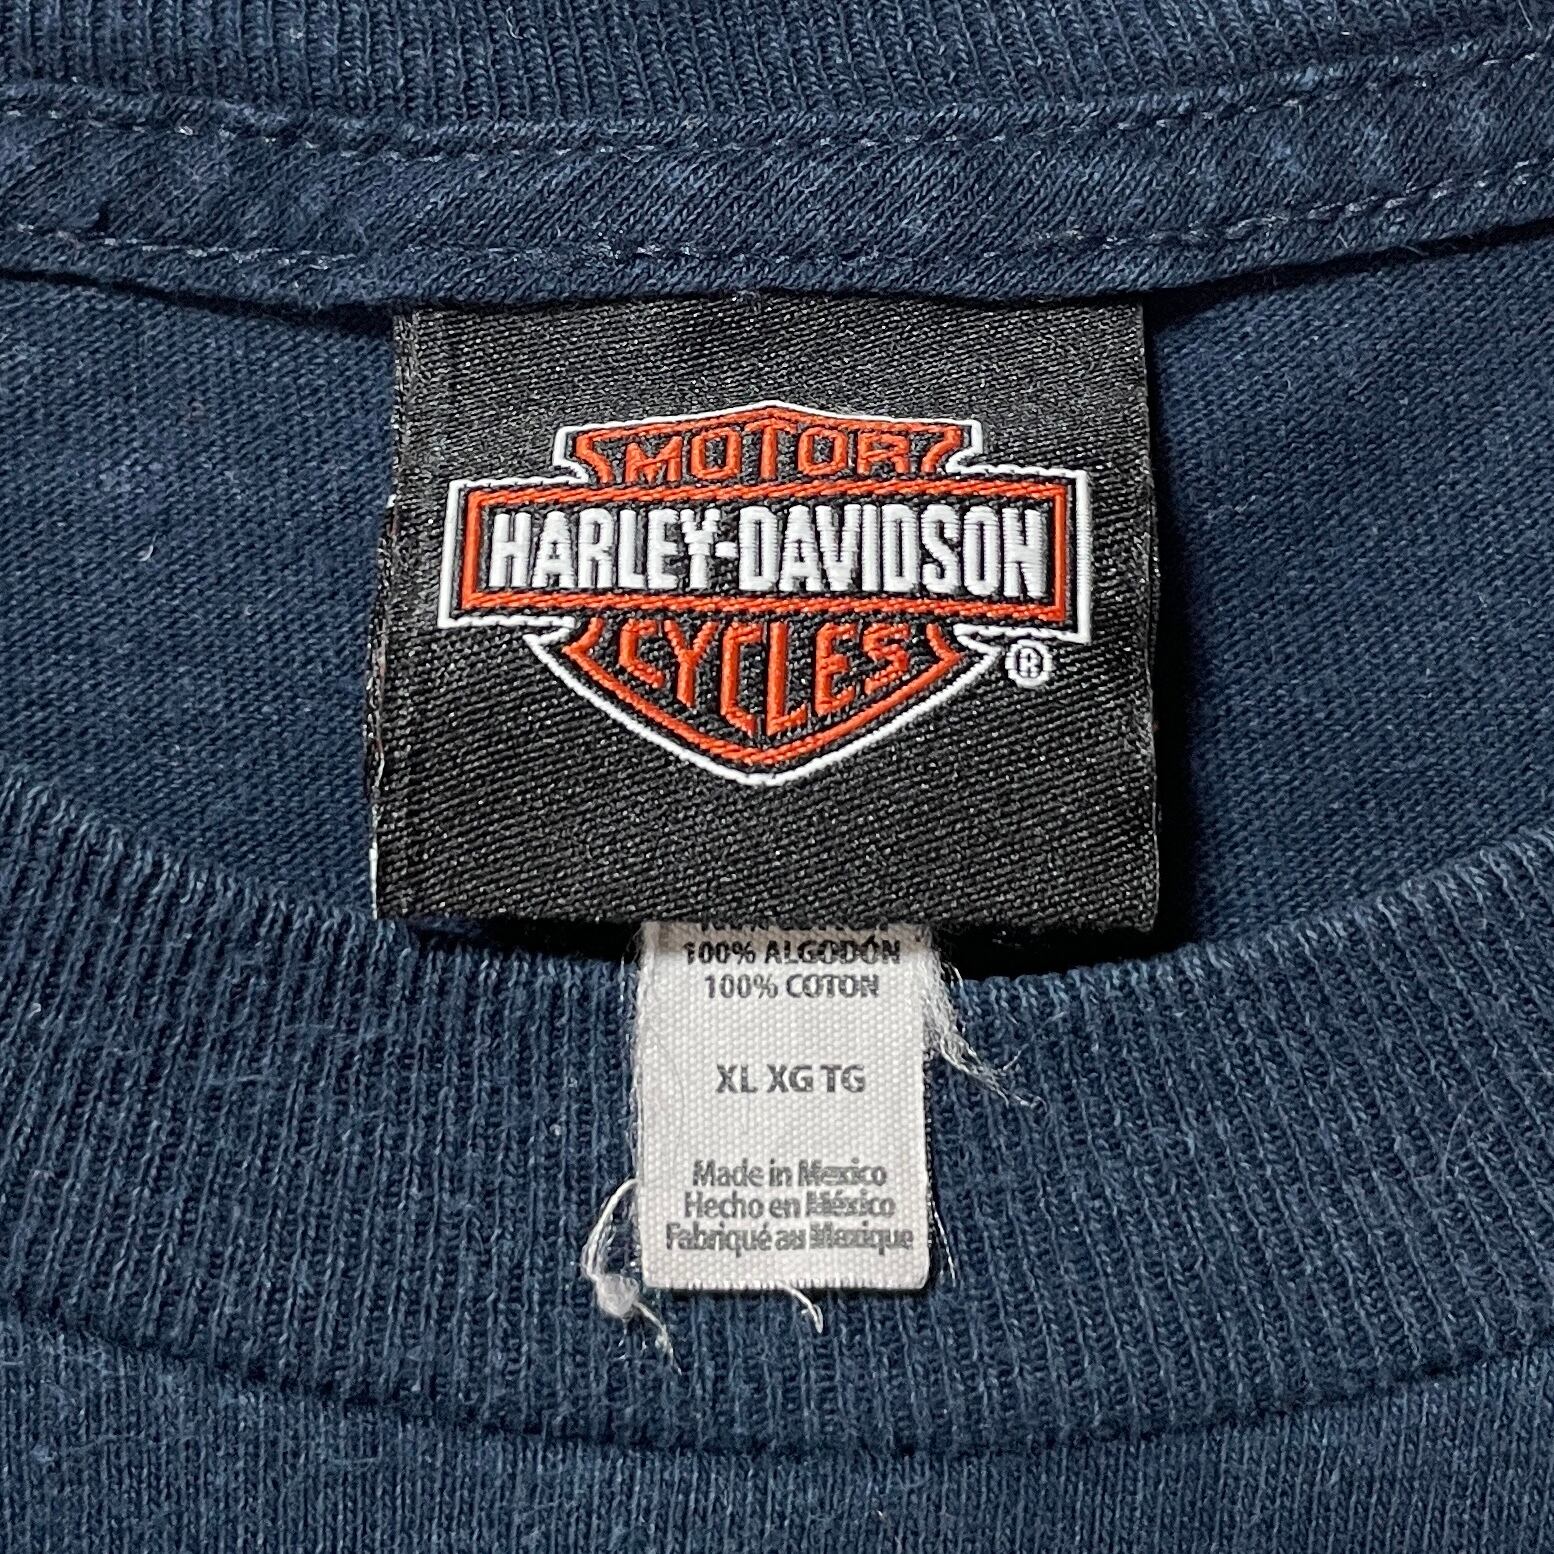 MOTOR
HARLEY-DAVIDSON
CYCLES
®
100% ALGODÓN
100% COTON
XL XG TG
Made in Mexico
Hecho en México
Fabriqué au Mexique